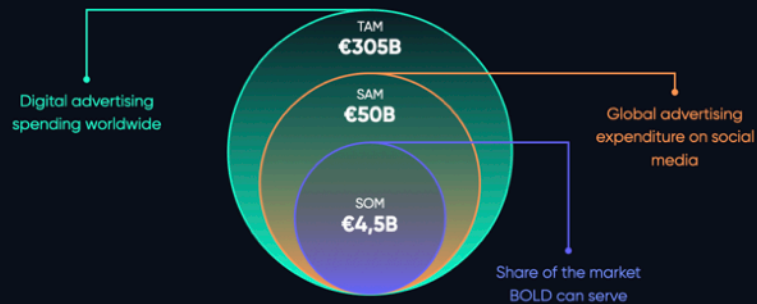 TAM
€305B
Digital advertising
spending worldwide
SAM
€50B
Global advertising
expenditure on social
media
SOM
€4,5B
Share of the market
BOLD can serve